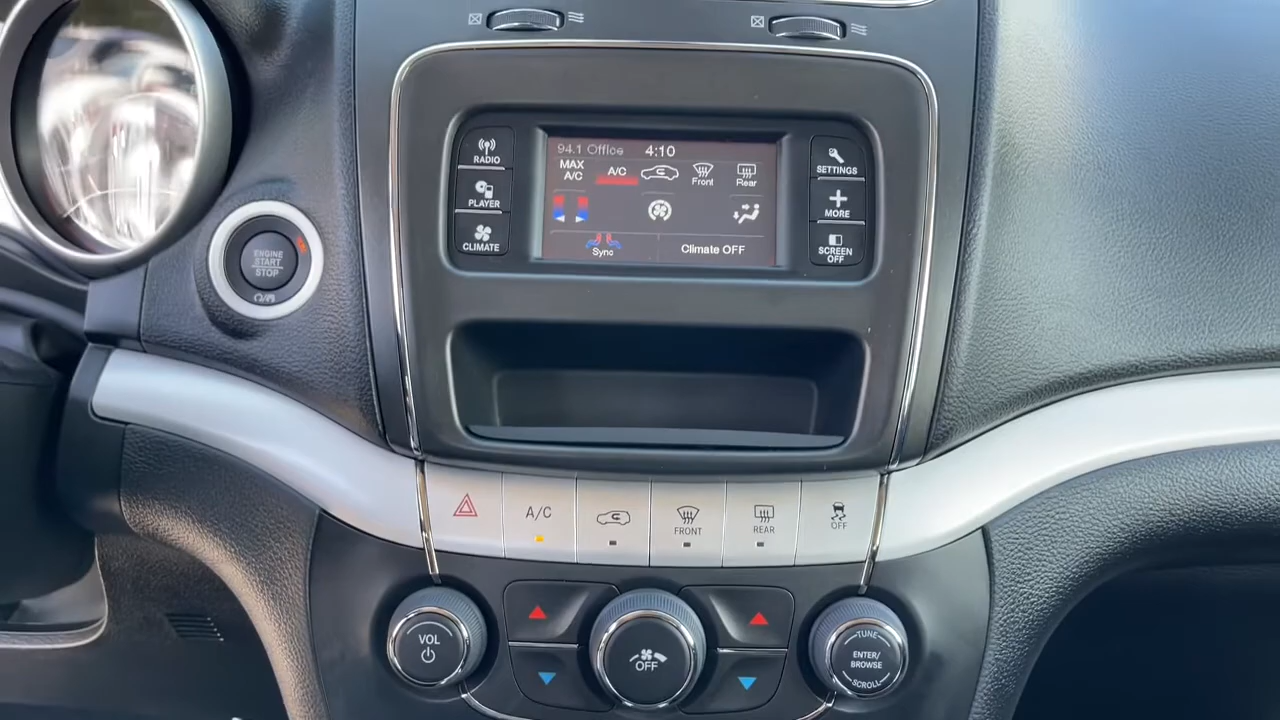 94.1 Office
4:10
RADIO
MAX
A/C
A/C
Front
Rear
SETTINGS
PLAYER
MORE
CLIMATE
Sync
Climate OFF
SCREEN
OFF
ENGINE
START
STOP
A/C
FRONT
REAR
OFF
VOL
OFF
TUNE
ENTER/
BROWSE
SCROLL